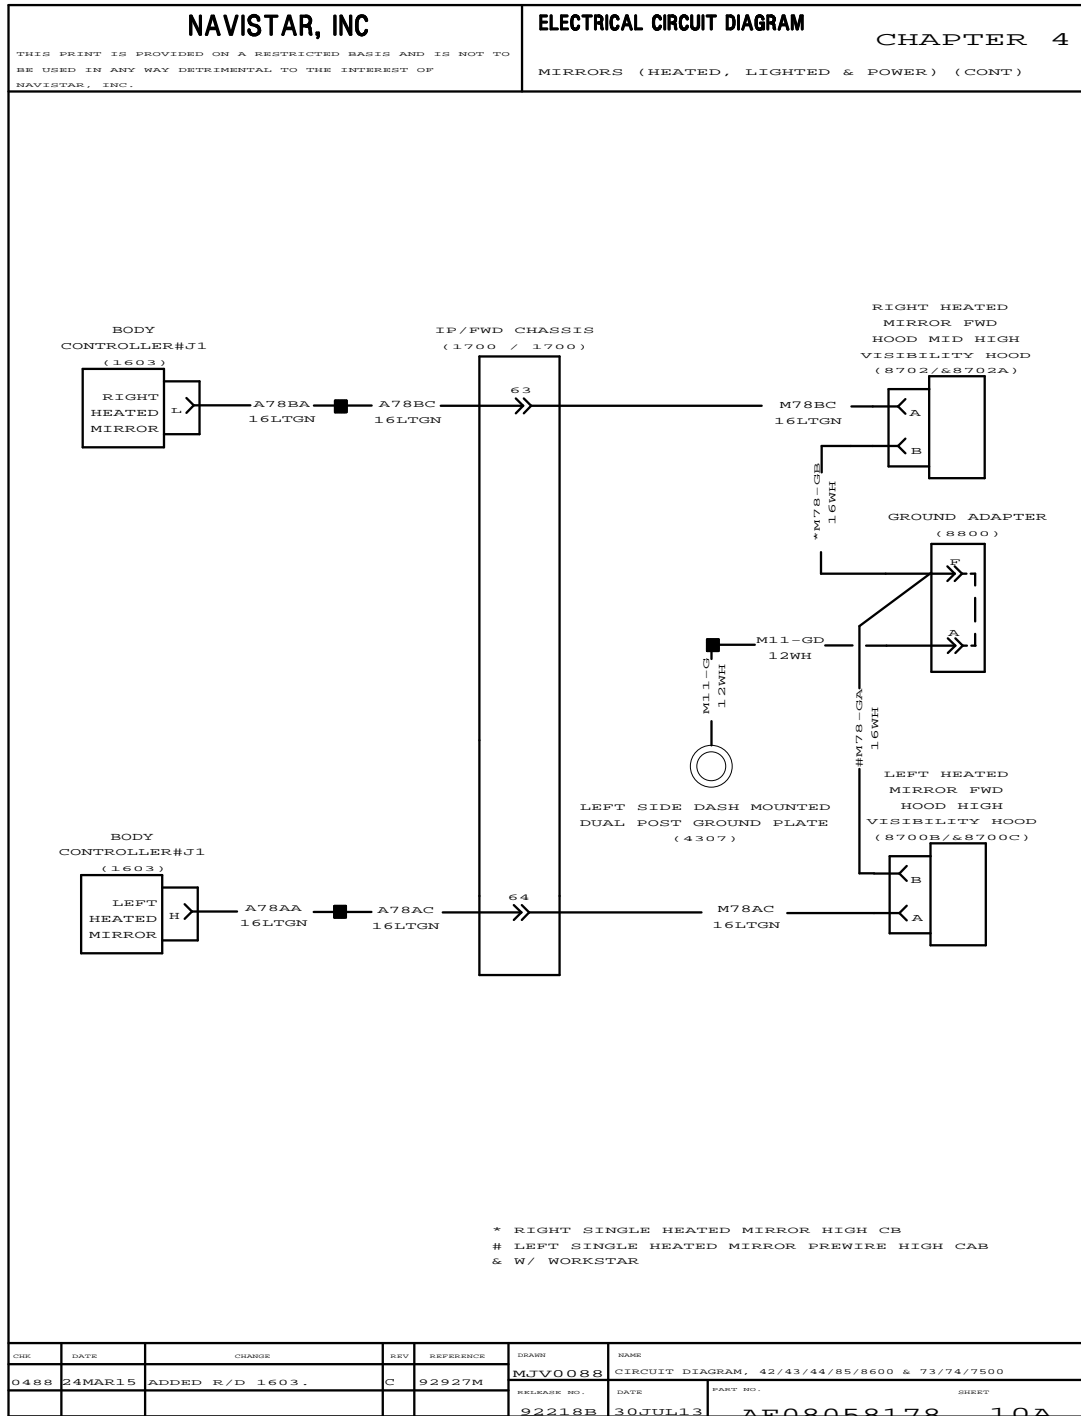 NAVISTAR, INC
THIS PRINT IS PROVIDED ON A RESTRICTED BASIS AND IS NOT TO
BE USED IN ANY WAY DETRIMENTAL TO THE INTEREST OF
NAVISTAR, INC.
ELECTRICAL CIRCUIT DIAGRAM
CHAPTER 4
MIRRORS (HEATED, LIGHTED & POWER) (CONT)
BODY
CONTROLLER#J1
(1603)
RIGHT
HEATED
MIRROR
L
A78BA
16LTGN
A78BC
16LTGN
IP/FWD CHASSIS
(1700 / 1700)
63
M78BC
16LTGN
RIGHT HEATED
MIRROR FWD
HOOD MID HIGH
VISIBILITY HOOD
(8702/&8702A)
A
B
*M78-GB
16WH
GROUND ADAPTER
(8800)
F
A
M11-GD
12WH
M11-G
12WH
#M78-GA
16WH
LEFT SIDE DASH MOUNTED
DUAL POST GROUND PLATE
(4307)
LEFT HEATED
MIRROR FWD
HOOD HIGH
VISIBILITY HOOD
(8700B/&8700C)
B
A
BODY
CONTROLLER#J1
(1603)
LEFT
HEATED
MIRROR
H
A78AA
16LTGN
A78AC
16LTGN
64
M78AC
16LTGN
* RIGHT SINGLE HEATED MIRROR HIGH CB
# LEFT SINGLE HEATED MIRROR PREWIRE HIGH CAB
& W/ WORKSTAR
CHK DATE CHANGE REV REFERENCE
0488 24MAR15 ADDED R/D 1603. C 92927M
DRAWN
MJV0088
NAME
CIRCUIT DIAGRAM, 42/43/44/85/8600 & 73/74/7500
RELEASE NO.
92218B
DATE
30JUL13
PART NO.
AE08058178
SHEET
10A